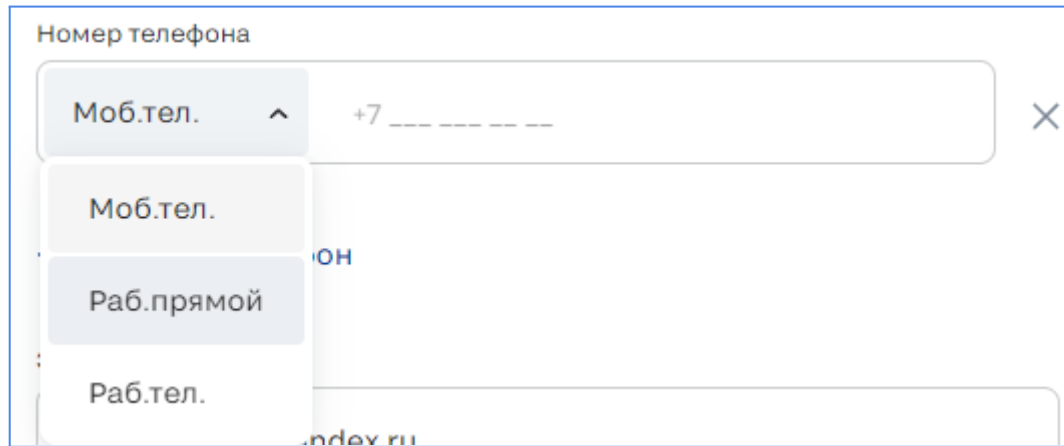 Номер телефона
Моб.тел. +7 ___ ___ __ __
Моб.тел.
Раб.прямой
Раб.тел.